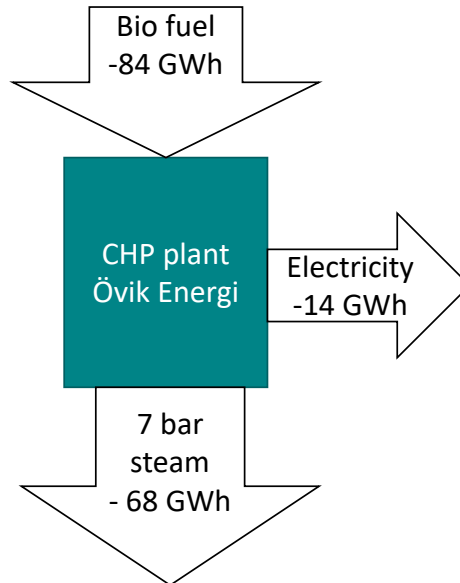 Bio fuel
-84 GWh
CHP plant
Övik Energi
Electricity
-14 GWh
7 bar
steam
- 68 GWh